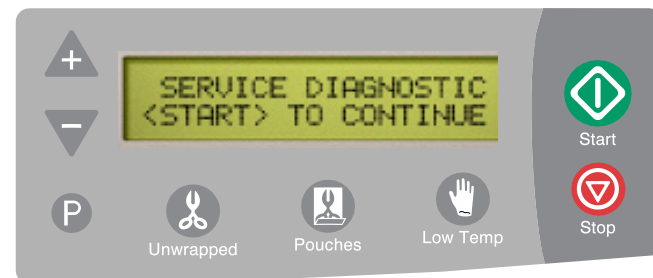 +
SERVICE DIAGNOSTIC
<START> TO CONTINUE
–
P
Unwrapped
Pouches
Low Temp
Start
Stop